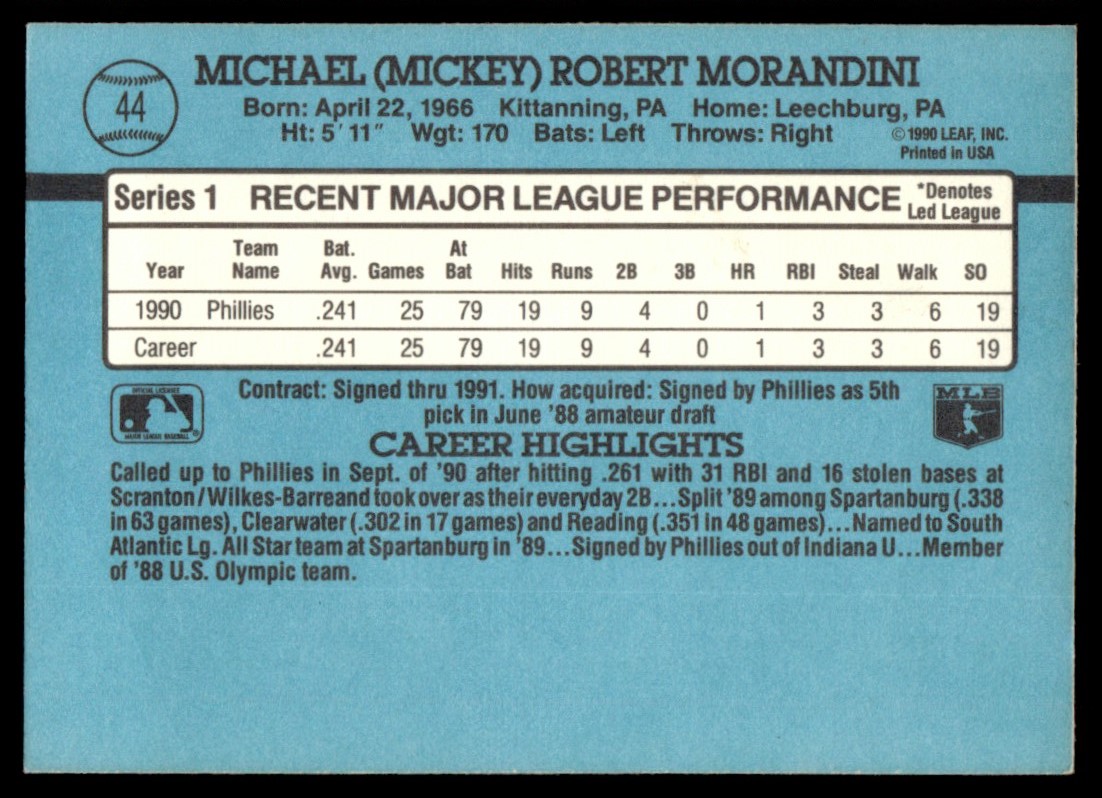 44
MICHAEL (MICKEY) ROBERT MORANDINI
Born: April 22, 1966 Kittanning, PA Home: Leechburg, PA
Ht: 5' 11" Wgt: 170 Bats: Left Throws: Right
© 1990 LEAF, INC.
Printed in USA
Series 1 RECENT MAJOR LEAGUE PERFORMANCE *Denotes Led League
Year Team Name Bat. Avg. Games At Bat Hits Runs 2B 3B HR RBI Steal Walk SO
1990 Phillies .241 25 79 19 9 4 0 1 3 3 6 19
Career .241 25 79 19 9 4 0 1 3 3 6 19
OFFICIAL LICENSEE
MAJOR LEAGUE BASEBALL
Contract: Signed thru 1991. How acquired: Signed by Phillies as 5th
pick in June '88 amateur draft
MLB
CAREER HIGHLIGHTS
Called up to Phillies in Sept. of '90 after hitting .261 with 31 RBI and 16 stolen bases at
Scranton/Wilkes-Barreand took over as their everyday 2B...Split '89 among Spartanburg (.338
in 63 games), Clearwater (.302 in 17 games) and Reading (.351 in 48 games)...Named to South
Atlantic Lg. All Star team at Spartanburg in '89...Signed by Phillies out of Indiana U...Member
of '88 U.S. Olympic team.